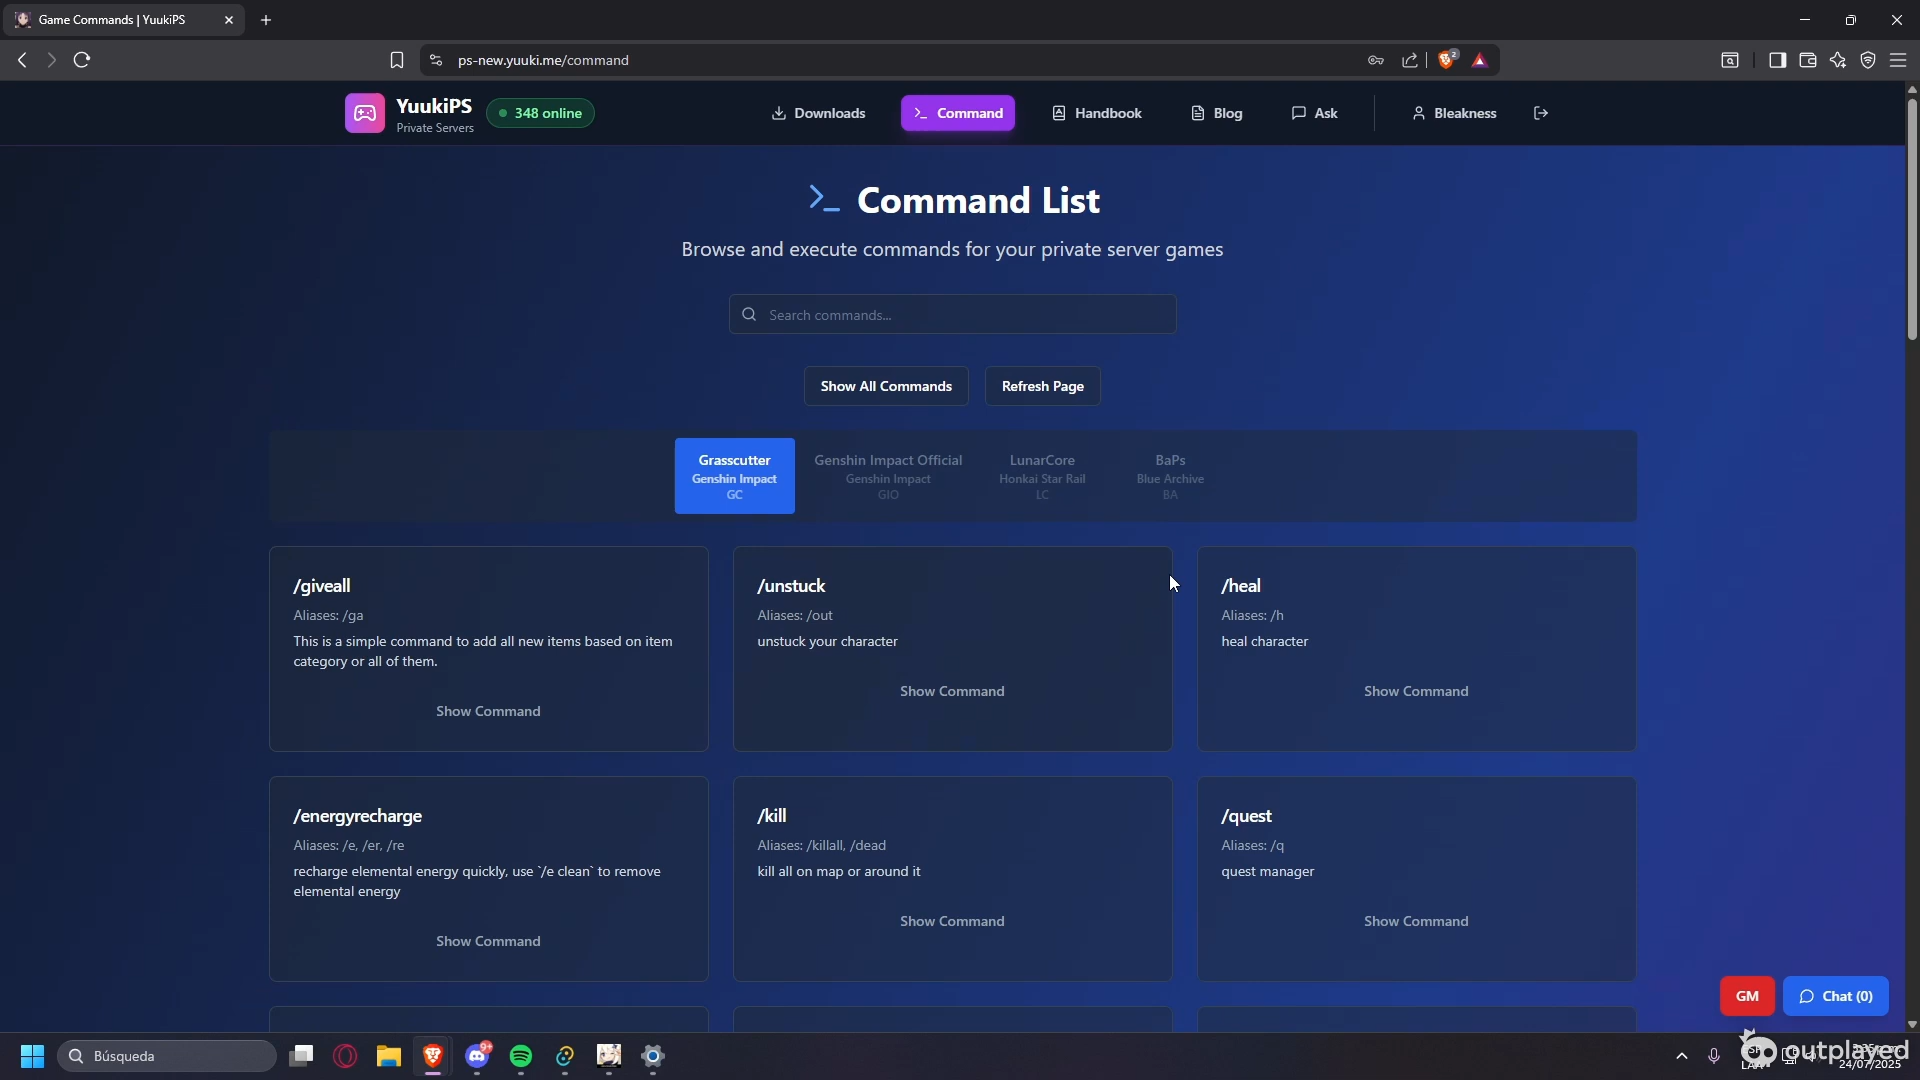 Game Commands | YuukiPS
ps-new.yuuki.me/command
2
YuukiPS
Private Servers
348 online
Downloads
Command
Handbook
Blog
Ask
Bleakness
Command List
Browse and execute commands for your private server games
Search commands...
Show All Commands
Refresh Page
Grasscutter
Genshin Impact
GC
Genshin Impact Official
Genshin Impact
GIO
LunarCore
Honkai Star Rail
LC
BaPs
Blue Archive
BA
/giveall
Aliases: /ga
This is a simple command to add all new items based on item
category or all of them.
Show Command
/unstuck
Aliases: /out
unstuck your character
Show Command
/heal
Aliases: /h
heal character
Show Command
/energyrecharge
Aliases: /e, /er, /re
recharge elemental energy quickly, use `/e clean` to remove
elemental energy
Show Command
/kill
Aliases: /killall, /dead
kill all on map or around it
Show Command
/quest
Aliases: /q
quest manager
Show Command
GM
Chat (0)
Búsqueda
9+
outplayed
24/07/2025